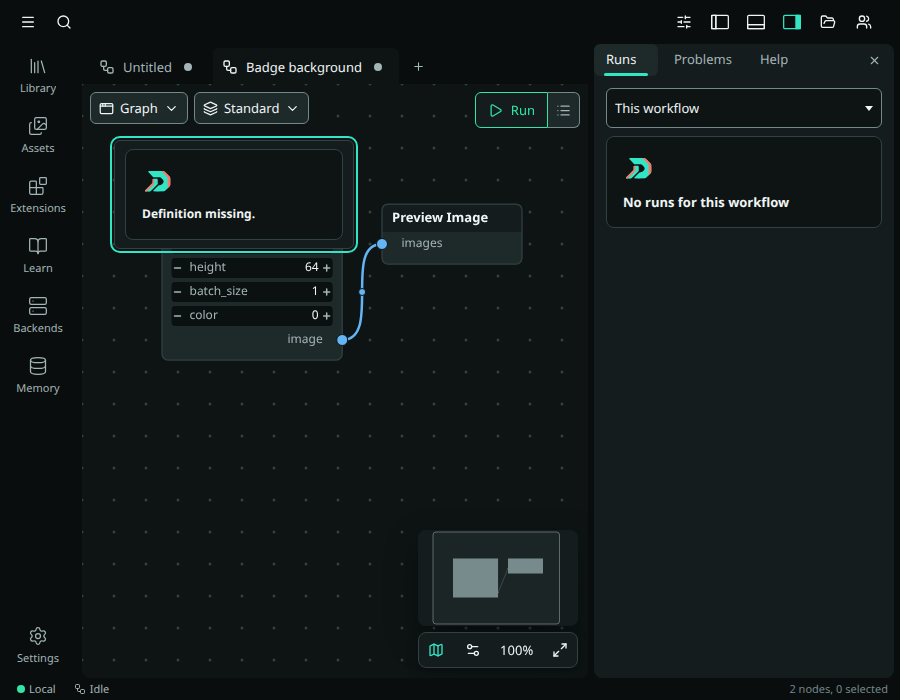 Untitled
Badge background
Runs
Problems
Help
Library
Assets
Extensions
Learn
Backends
Memory
Settings
Graph
Standard
Run
This workflow
No runs for this workflow
Definition missing.
Preview Image
images
height 64
batch_size 1
color 0
image
100%
Local
Idle
2 nodes, 0 selected